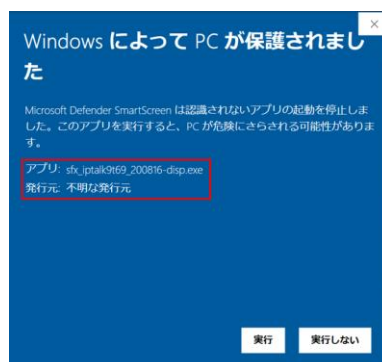 Windows によって PC が保護されまし
た
Microsoft Defender SmartScreen は認識されないアプリの起動を停止しま
した。このアプリを実行すると、PC が危険にさらされる可能性がありま
す。
アプリ: sfx_iptalk9t69_200816-disp.exe
発行元: 不明な発行元
実行 実行しない